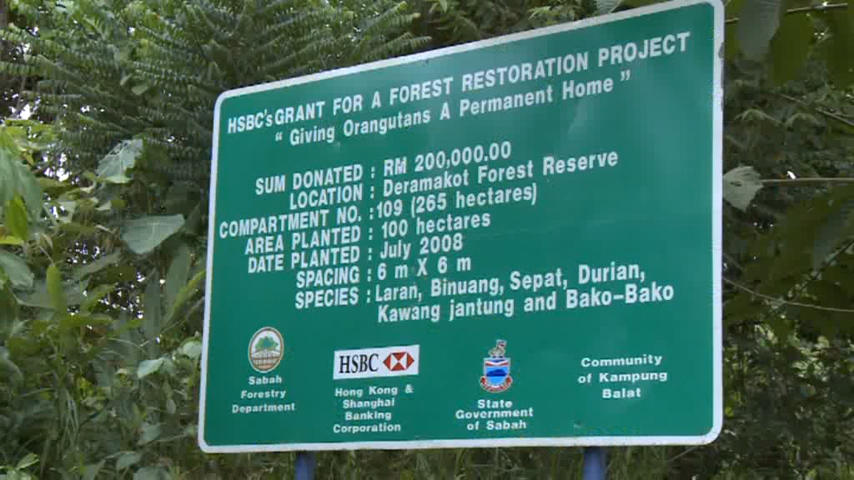 HSBC's GRANT FOR A FOREST RESTORATION PROJECT
" Giving Orangutans A Permanent Home "
SUM DONATED : RM 200,000.00
LOCATION : Deramakot Forest Reserve
COMPARTMENT NO. : 109 (265 hectares)
AREA PLANTED : 100 hectares
DATE PLANTED : July 2008
SPACING : 6 m X 6 m
SPECIES : Laran, Binuang, Sepat, Durian,
Kawang jantung and Bako-Bako
Sabah
Forestry
Department
HSBC
Hong Kong &
Shanghai
Banking
Corporation
State
Government
of Sabah
Community
of Kampung
Balat